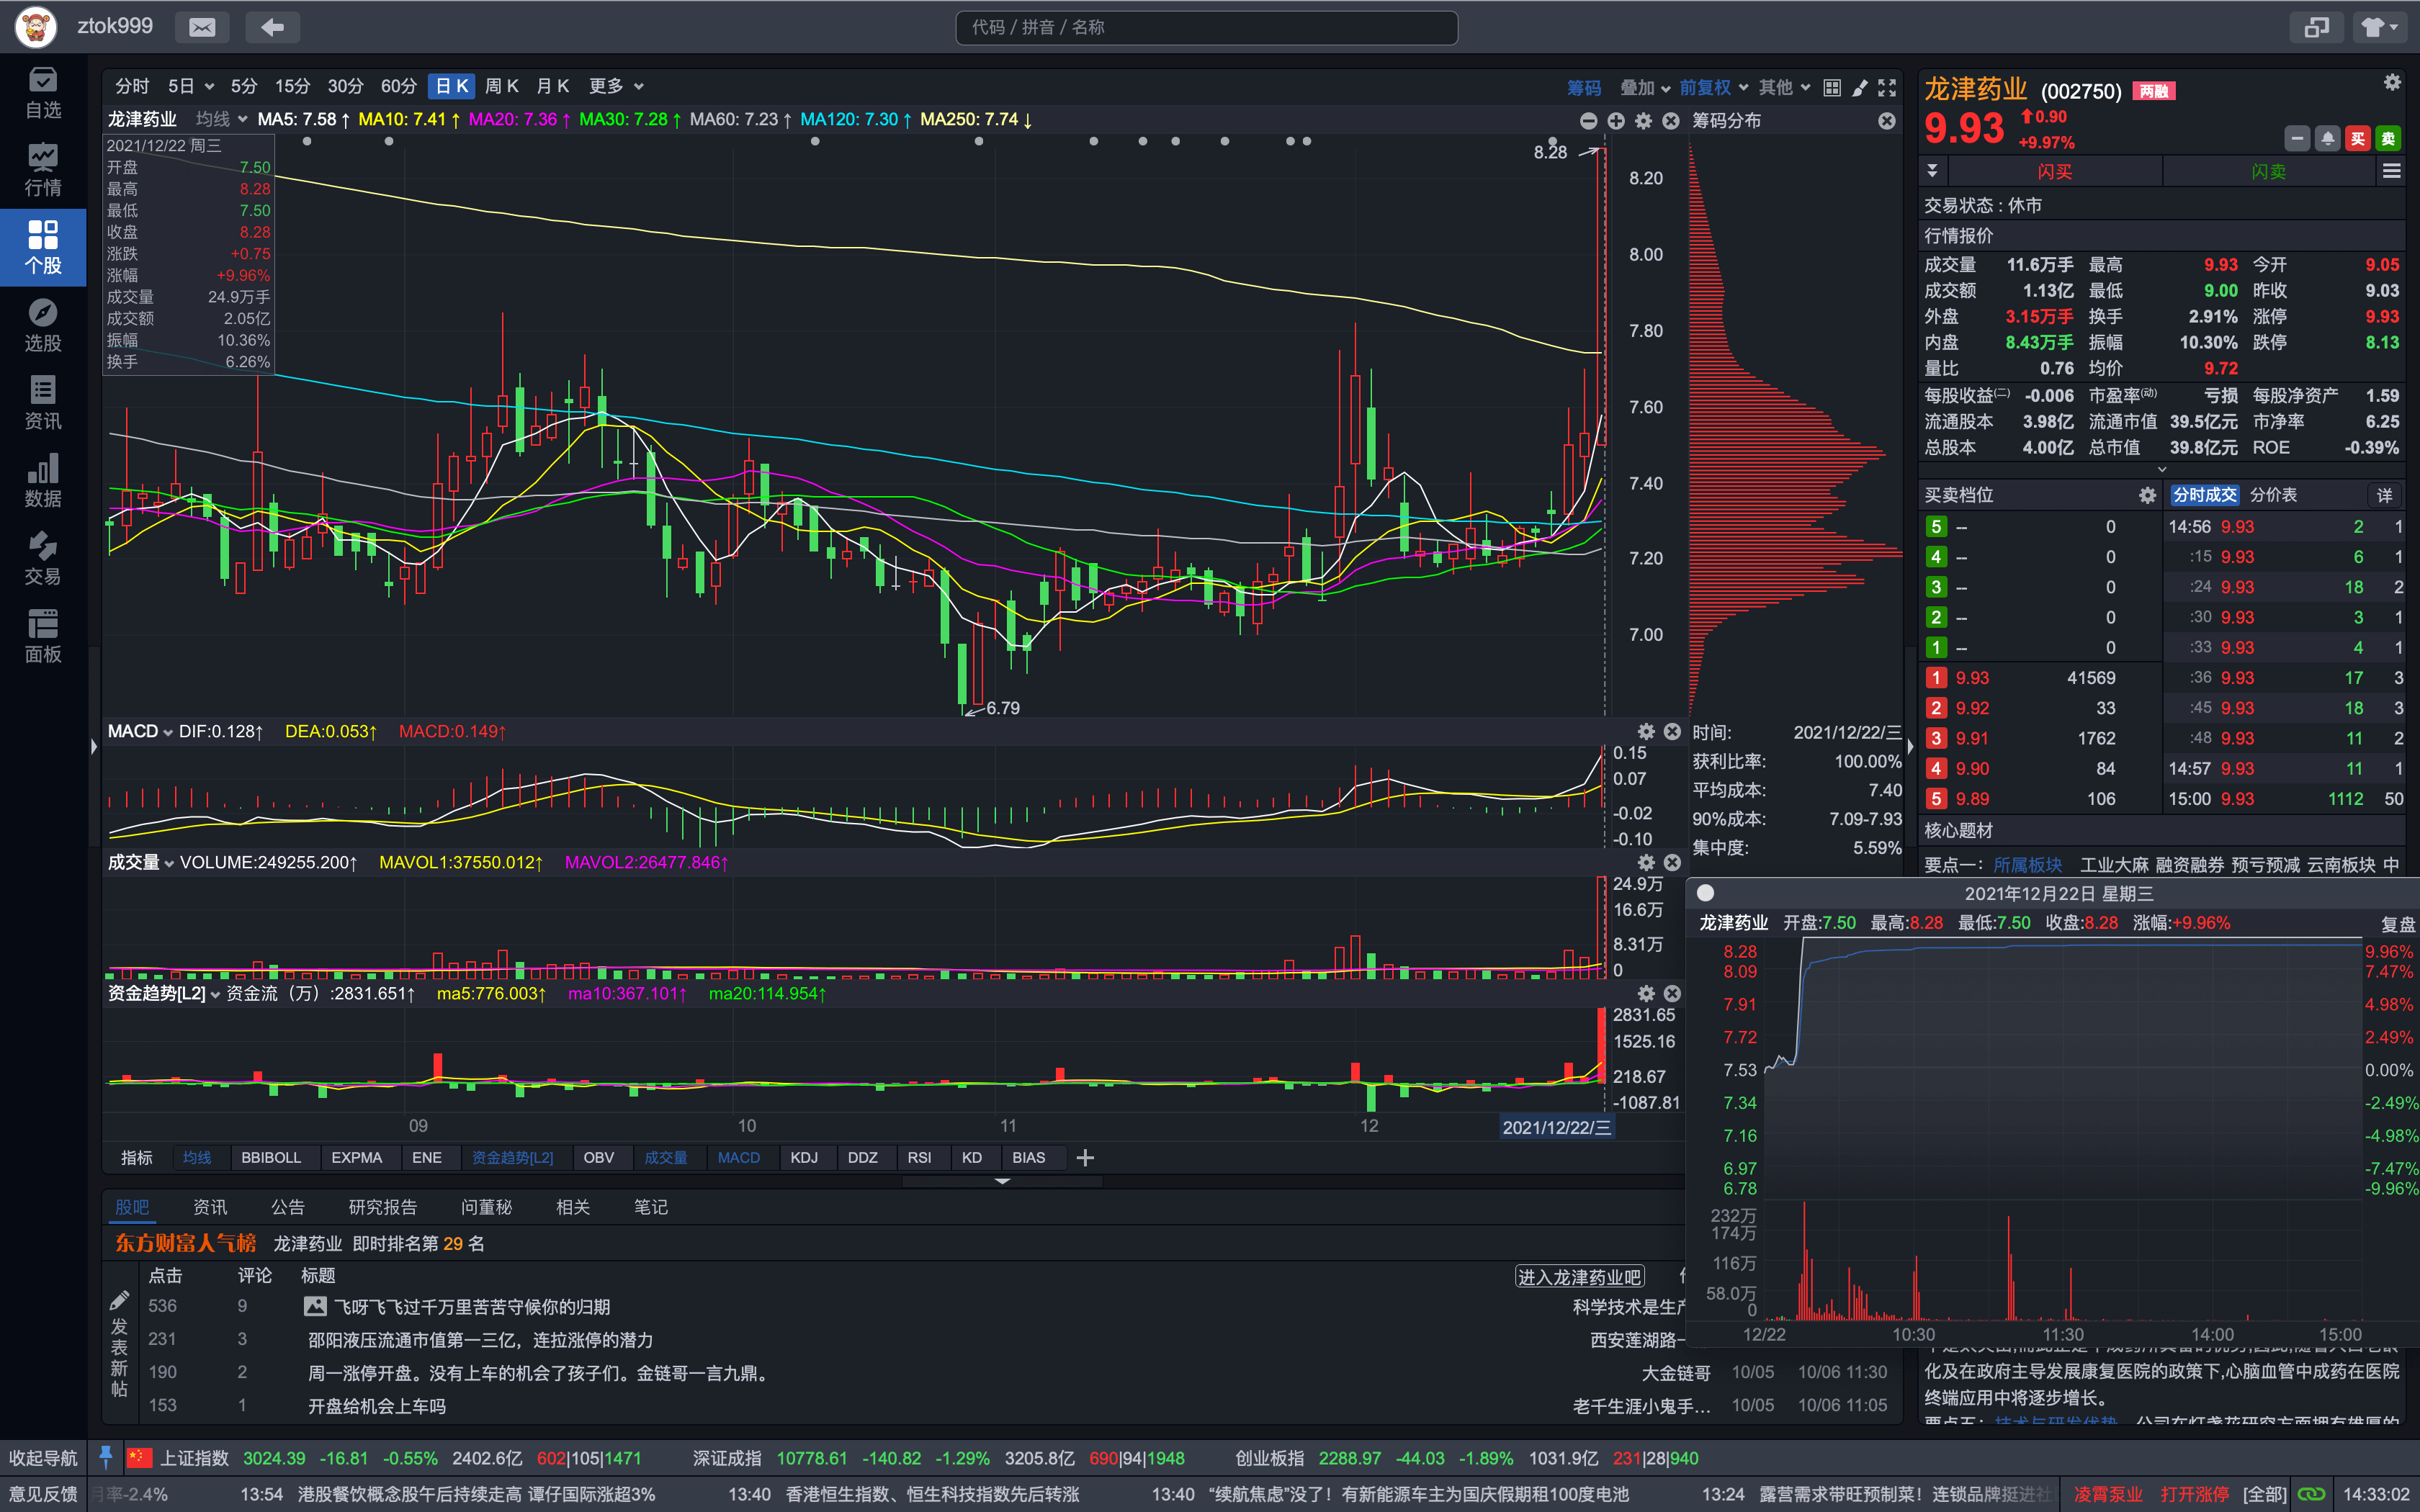 ztok999
代码 / 拼音 / 名称
自选
行情
个股
选股
资讯
数据
交易
面板
分时 5日 5分 15分 30分 60分 日K 周K 月K 更多
筹码 叠加 前复权 其他
龙津药业 均线 MA5: 7.58↑ MA10: 7.41↑ MA20: 7.36↑ MA30: 7.28↑ MA60: 7.23↑ MA120: 7.30↑ MA250: 7.74↓
筹码分布
2021/12/22 周三
开盘 7.50
最高 8.28
最低 7.50
收盘 8.28
涨跌 +0.75
涨幅 +9.96%
成交量 24.9万手
成交额 2.05亿
振幅 10.36%
换手 6.26%
8.28
8.20
8.00
7.80
7.60
7.40
7.20
7.00
6.79
MACD DIF:0.128↑ DEA:0.053↑ MACD:0.149↑
0.15
0.07
-0.02
-0.10
时间: 2021/12/22/三
获利比率: 100.00%
平均成本: 7.40
90%成本: 7.09-7.93
集中度: 5.59%
成交量 VOLUME:249255.200↑ MAVOL1:37550.012↑ MAVOL2:26477.846↑
24.9万
16.6万
8.31万
0
资金趋势[L2] 资金流（万）:2831.651↑ ma5:776.003↑ ma10:367.101↑ ma20:114.954↑
2831.65
1525.16
218.67
-1087.81
09 10 11 12 2021/12/22/三
指标 均线 BBIBOLL EXPMA ENE 资金趋势[L2] OBV 成交量 MACD KDJ DDZ RSI KD BIAS
股吧 资讯 公告 研究报告 问董秘 相关 笔记
东方财富人气榜 龙津药业 即时排名第 29 名
点击 评论 标题 进入龙津药业吧
发表新帖
536 9 飞呀飞飞过千万里苦苦守候你的归期 科学技术是生产
231 3 邵阳液压流通市值第一三亿，连拉涨停的潜力 西安莲湖路一
190 2 周一涨停开盘。没有上车的机会了孩子们。金链哥一言九鼎。 大金链哥 10/05 10/06 11:30
153 1 开盘给机会上车吗 老千生涯小鬼手... 10/05 10/06 11:05
龙津药业 (002750) 两融
9.93 0.90
+9.97%
买 卖
闪买 闪卖
交易状态 : 休市
行情报价
成交量 11.6万手 最高 9.93 今开 9.05
成交额 1.13亿 最低 9.00 昨收 9.03
外盘 3.15万手 换手 2.91% 涨停 9.93
内盘 8.43万手 振幅 10.30% 跌停 8.13
量比 0.76 均价 9.72
每股收益(二) -0.006 市盈率(动) 亏损 每股净资产 1.59
流通股本 3.98亿 流通市值 39.5亿元 市净率 6.25
总股本 4.00亿 总市值 39.8亿元 ROE -0.39%
买卖档位 分时成交 分价表 详
5 -- 0 14:56 9.93 2 1
4 -- 0 :15 9.93 6 1
3 -- 0 :24 9.93 18 2
2 -- 0 :30 9.93 3 1
1 -- 0 :33 9.93 4 1
1 9.93 41569 :36 9.93 17 3
2 9.92 33 :45 9.93 18 3
3 9.91 1762 :48 9.93 11 2
4 9.90 84 14:57 9.93 11 1
5 9.89 106 15:00 9.93 1112 50
核心题材
要点一: 所属板块 工业大麻 融资融券 预亏预减 云南板块 中
2021年12月22日 星期三
龙津药业 开盘:7.50 最高:8.28 最低:7.50 收盘:8.28 涨幅:+9.96% 复盘
8.28 9.96%
8.09 7.47%
7.91 4.98%
7.72 2.49%
7.53 0.00%
7.34 -2.49%
7.16 -4.98%
6.97 -7.47%
6.78 -9.96%
232万
174万
116万
58.0万
0
12/22 10:30 11:30 14:00 15:00
化及在政府主导发展康复医院的政策下,心脑血管中成药在医院
终端应用中将逐步增长。
收起导航 上证指数 3024.39 -16.81 -0.55% 2402.6亿 602|105|1471 深证成指 10778.61 -140.82 -1.29% 3205.8亿 690|94|1948 创业板指 2288.97 -44.03 -1.89% 1031.9亿 231|28|940
意见反馈 月率-2.4% 13:54 港股餐饮概念股午后持续走高 谭仔国际涨超3% 13:40 香港恒生指数、恒生科技指数先后转涨 13:40 “续航焦虑”没了！有新能源车主为国庆假期租100度电池 13:24 露营需求带旺预制菜！连锁品牌挺进社 凌霄泵业 打开涨停 [全部] 14:33:02